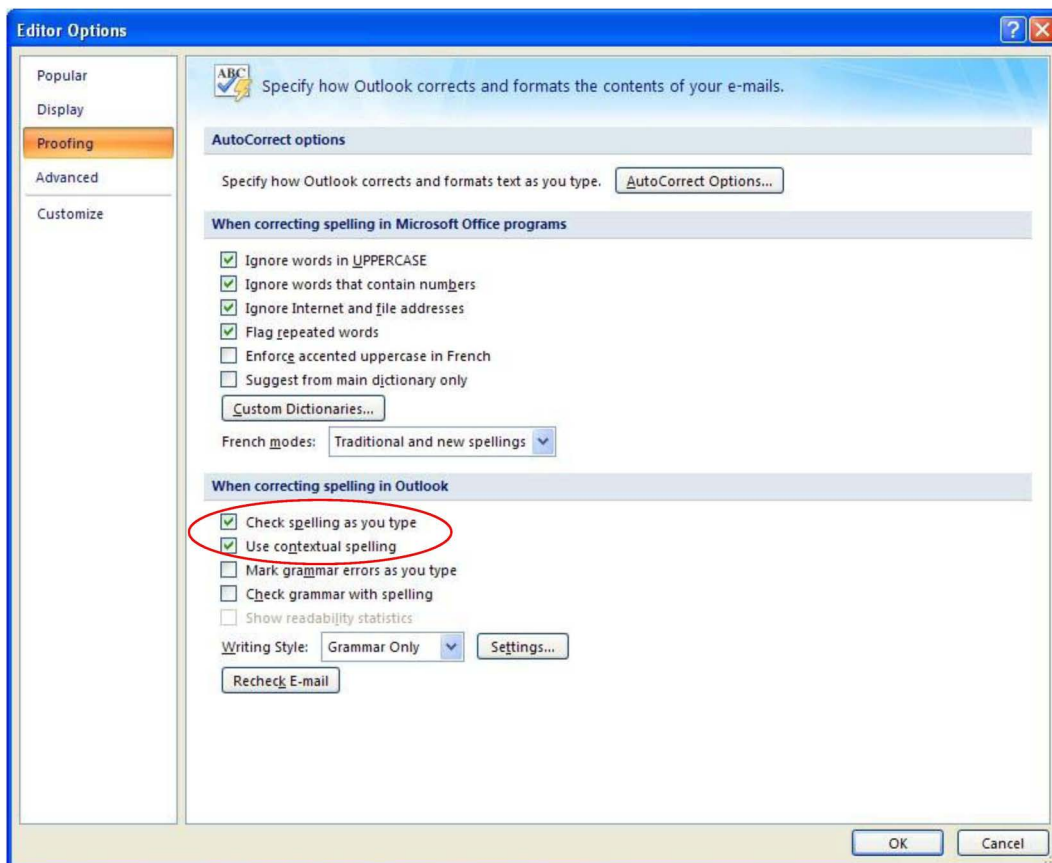 Editor Options
Popular
Display
Proofing
Advanced
Customize
ABC
Specify how Outlook corrects and formats the contents of your e-mails.
AutoCorrect options
Specify how Outlook corrects and formats text as you type. AutoCorrect Options...
When correcting spelling in Microsoft Office programs
Ignore words in UPPERCASE
Ignore words that contain numbers
Ignore Internet and file addresses
Flag repeated words
Enforce accented uppercase in French
Suggest from main dictionary only
Custom Dictionaries...
French modes: Traditional and new spellings
When correcting spelling in Outlook
Check spelling as you type
Use contextual spelling
Mark grammar errors as you type
Check grammar with spelling
Show readability statistics
Writing Style: Grammar Only Settings...
Recheck E-mail
OK Cancel